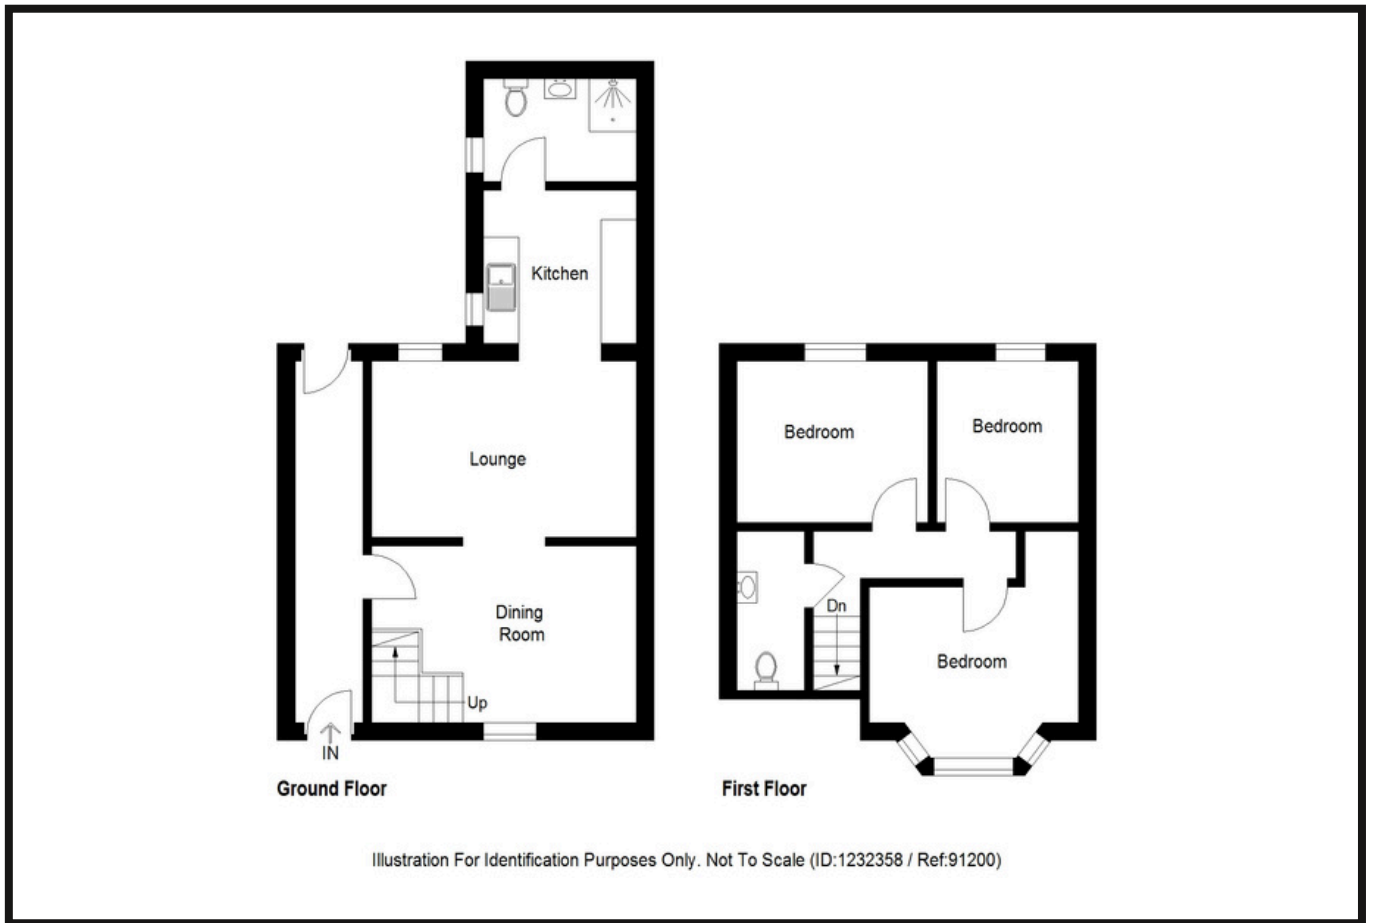 Kitchen
Lounge
Dining
Room
Up
IN
Ground Floor
Bedroom
Bedroom
Dn
Bedroom
First Floor
Illustration For Identification Purposes Only. Not To Scale (ID:1232358 / Ref:91200)